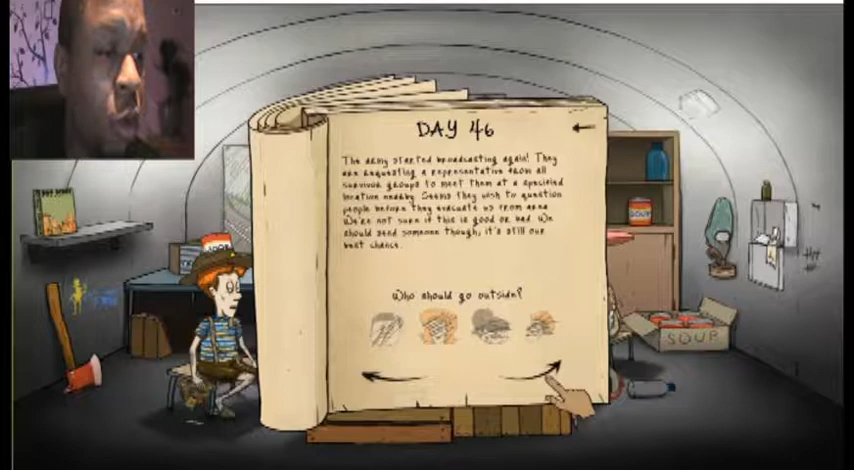 DAY 46
The army started broadcasting again! They
are requesting a representative from all
survivor groups to meet them at a specified
location nearby. Seems they wish to question
people before they evacuate us from area
We're not sure if this is good or bad. We
should send someone though, it's still our
best chance.
Who should go outside?
SOUP
SOUP